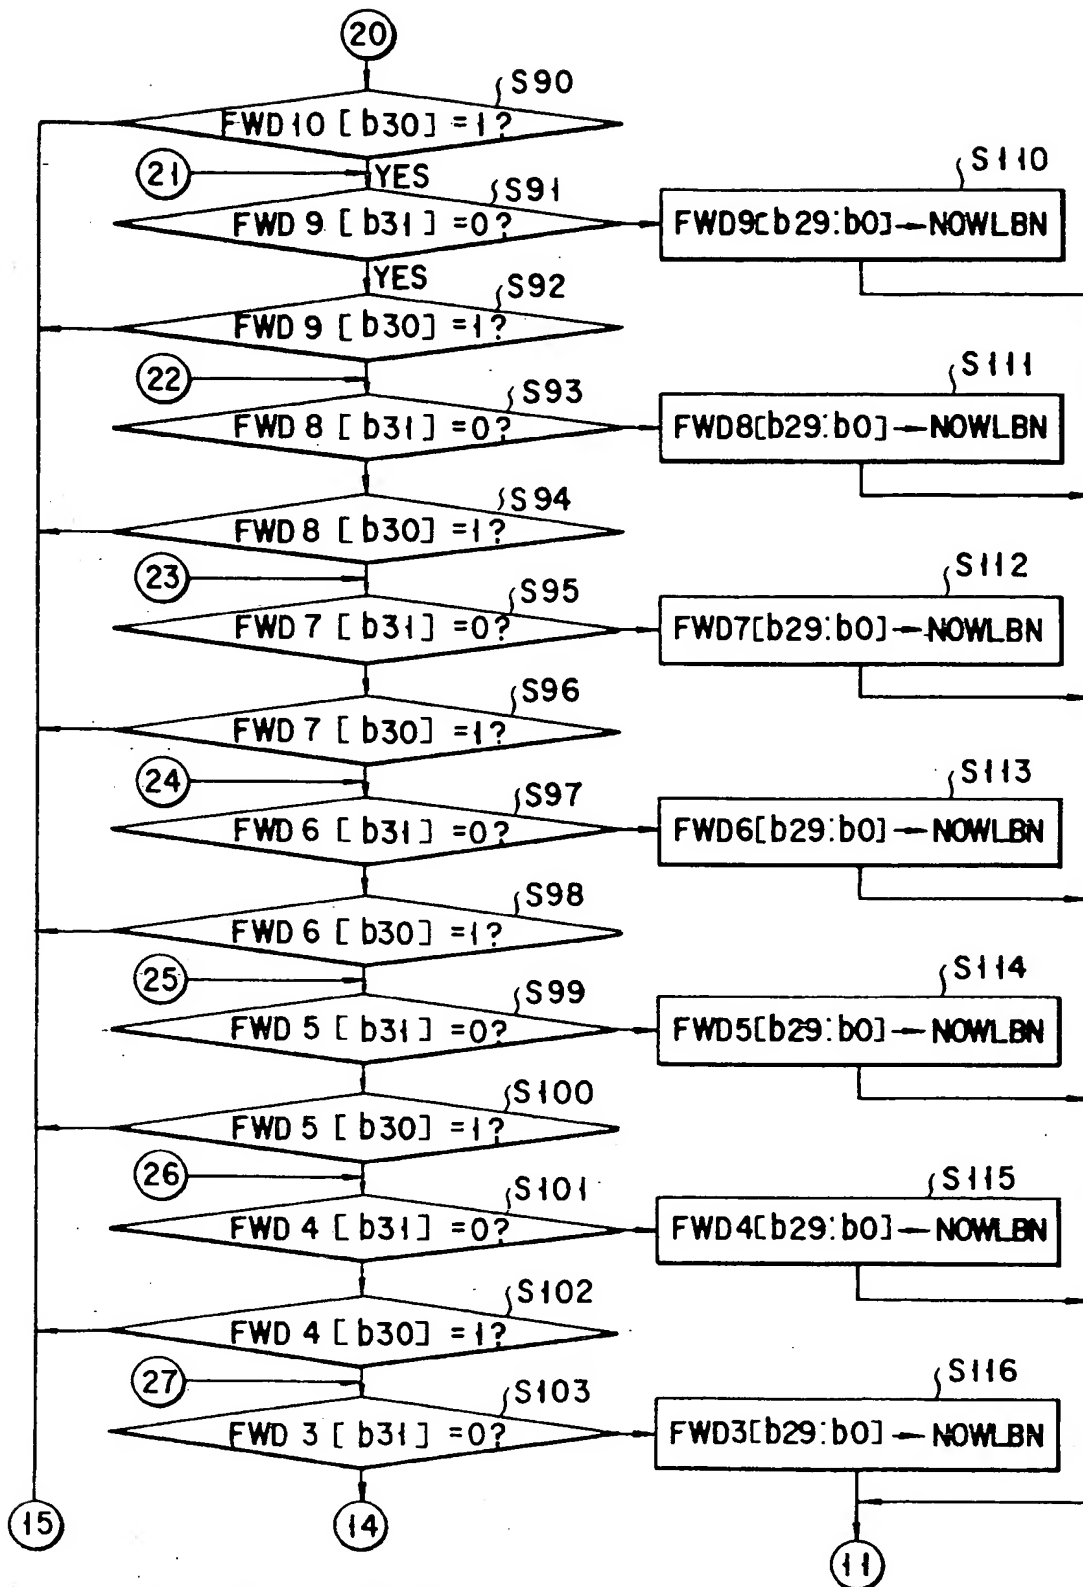 20
S90
FWD10 [b30] =1?
21
YES
S91
S110
FWD 9 [b31] =0?
FWD9[b29:b0]→NOWLBN
YES
S92
FWD 9 [b30] =1?
22
S93
S111
FWD 8 [b31] =0?
FWD8[b29:b0]→NOWLBN
S94
FWD 8 [b30] =1?
23
S95
S112
FWD 7 [b31] =0?
FWD7[b29:b0]→NOWLBN
S96
FWD 7 [b30] =1?
24
S97
S113
FWD 6 [b31] =0?
FWD6[b29:b0]→NOWLBN
S98
FWD 6 [b30] =1?
25
S99
S114
FWD 5 [b31] =0?
FWD5[b29:b0]→NOWLBN
S100
FWD 5 [b30] =1?
26
S101
S115
FWD 4 [b31] =0?
FWD4[b29:b0]→NOWLBN
S102
FWD 4 [b30] =1?
27
S103
S116
FWD 3 [b31] =0?
FWD3[b29:b0]→NOWLBN
15
14
11